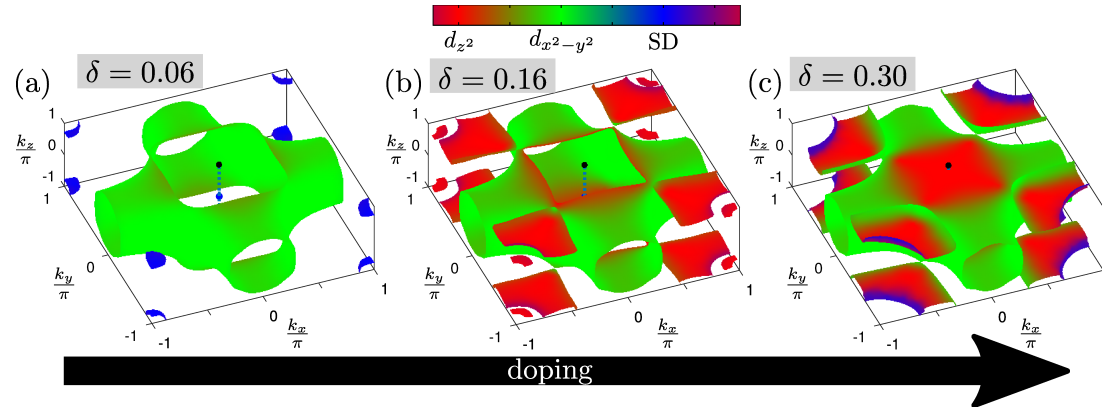 d_{z^2} d_{x^2-y^2} SD
(a) δ = 0.06 (b) δ = 0.16 (c) δ = 0.30
k_z/π 1 0 -1
k_y/π 1 0 -1
k_x/π -1 0 1
k_z/π 1 0 -1
k_y/π 1 0 -1
k_x/π -1 0 1
k_z/π 1 0 -1
k_y/π 1 0 -1
k_x/π -1 0 1
doping